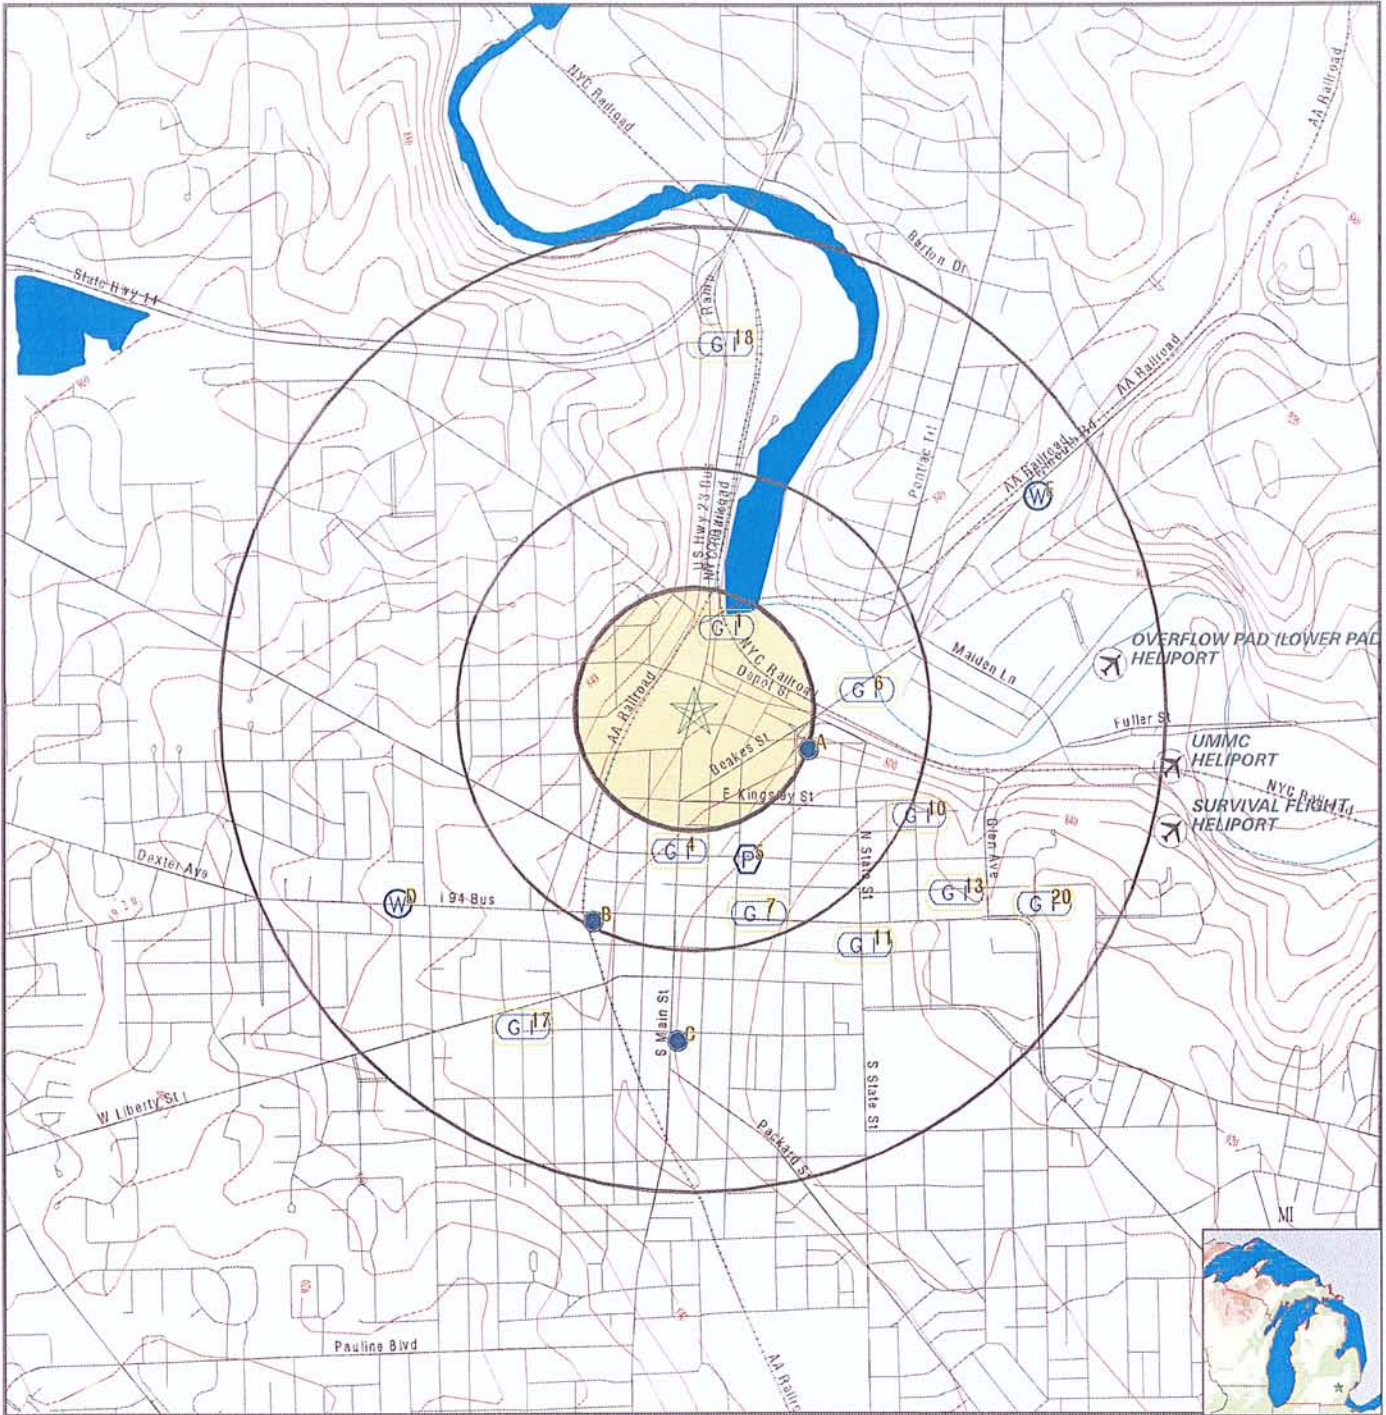 NYC Railroad
AA Railroad
Barton Dr
State Hwy 14
Ramp
G I 18
AA Railroad
AA Railroad
Pontiac Trl
W E
US Hwy 23 Bus
G I 1
NYC Railroad
Depot St
Maiden Ln
OVERFLOW PAD (LOWER PAD
HELIPORT
G I 6
AA Railroad
Fuller St
A
Beakes St
UMMC
HELIPORT
NYC Railroad
E Kingsley St
SURVIVAL FLIGHT
HELIPORT
G I 10
N State St
Glen Ave
G I 4
P 5
Dexter Ave
W D
I 94 Bus
B
G I 7
G I 13
G I 20
G I 11
G I 17
S Main St
C
S State St
W Liberty St
Packard St
MI
Pauline Blvd
AA Railro